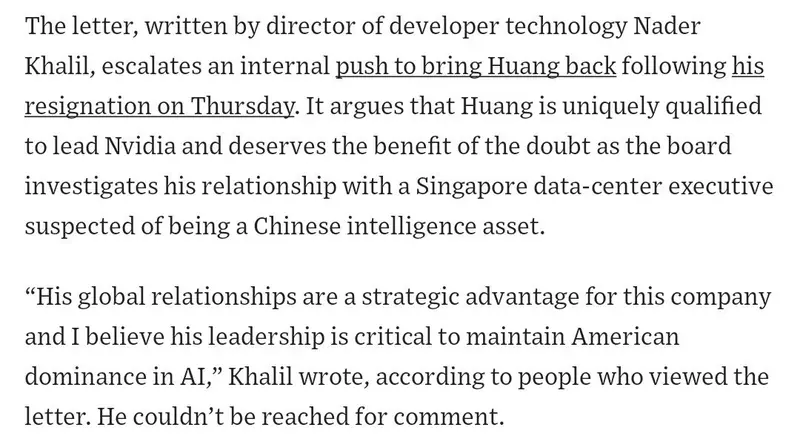 The letter, written by director of developer technology Nader
Khalil, escalates an internal push to bring Huang back following his
resignation on Thursday. It argues that Huang is uniquely qualified
to lead Nvidia and deserves the benefit of the doubt as the board
investigates his relationship with a Singapore data-center executive
suspected of being a Chinese intelligence asset.
“His global relationships are a strategic advantage for this company
and I believe his leadership is critical to maintain American
dominance in AI,” Khalil wrote, according to people who viewed the
letter. He couldn’t be reached for comment.